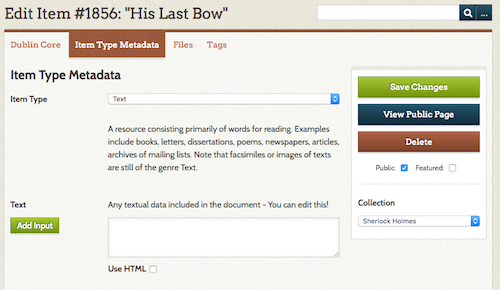 Edit Item #1856: "His Last Bow"
...
Dublin Core
Item Type Metadata
Files
Tags
Item Type Metadata
Item Type
Text
A resource consisting primarily of words for reading. Examples
include books, letters, dissertations, poems, newspapers, articles,
archives of mailing lists. Note that facsimiles or images of texts
are still of the genre Text.
Text
Add Input
Any textual data included in the document - You can edit this!
Use HTML
Save Changes
View Public Page
Delete
Public: Featured:
Collection
Sherlock Holmes